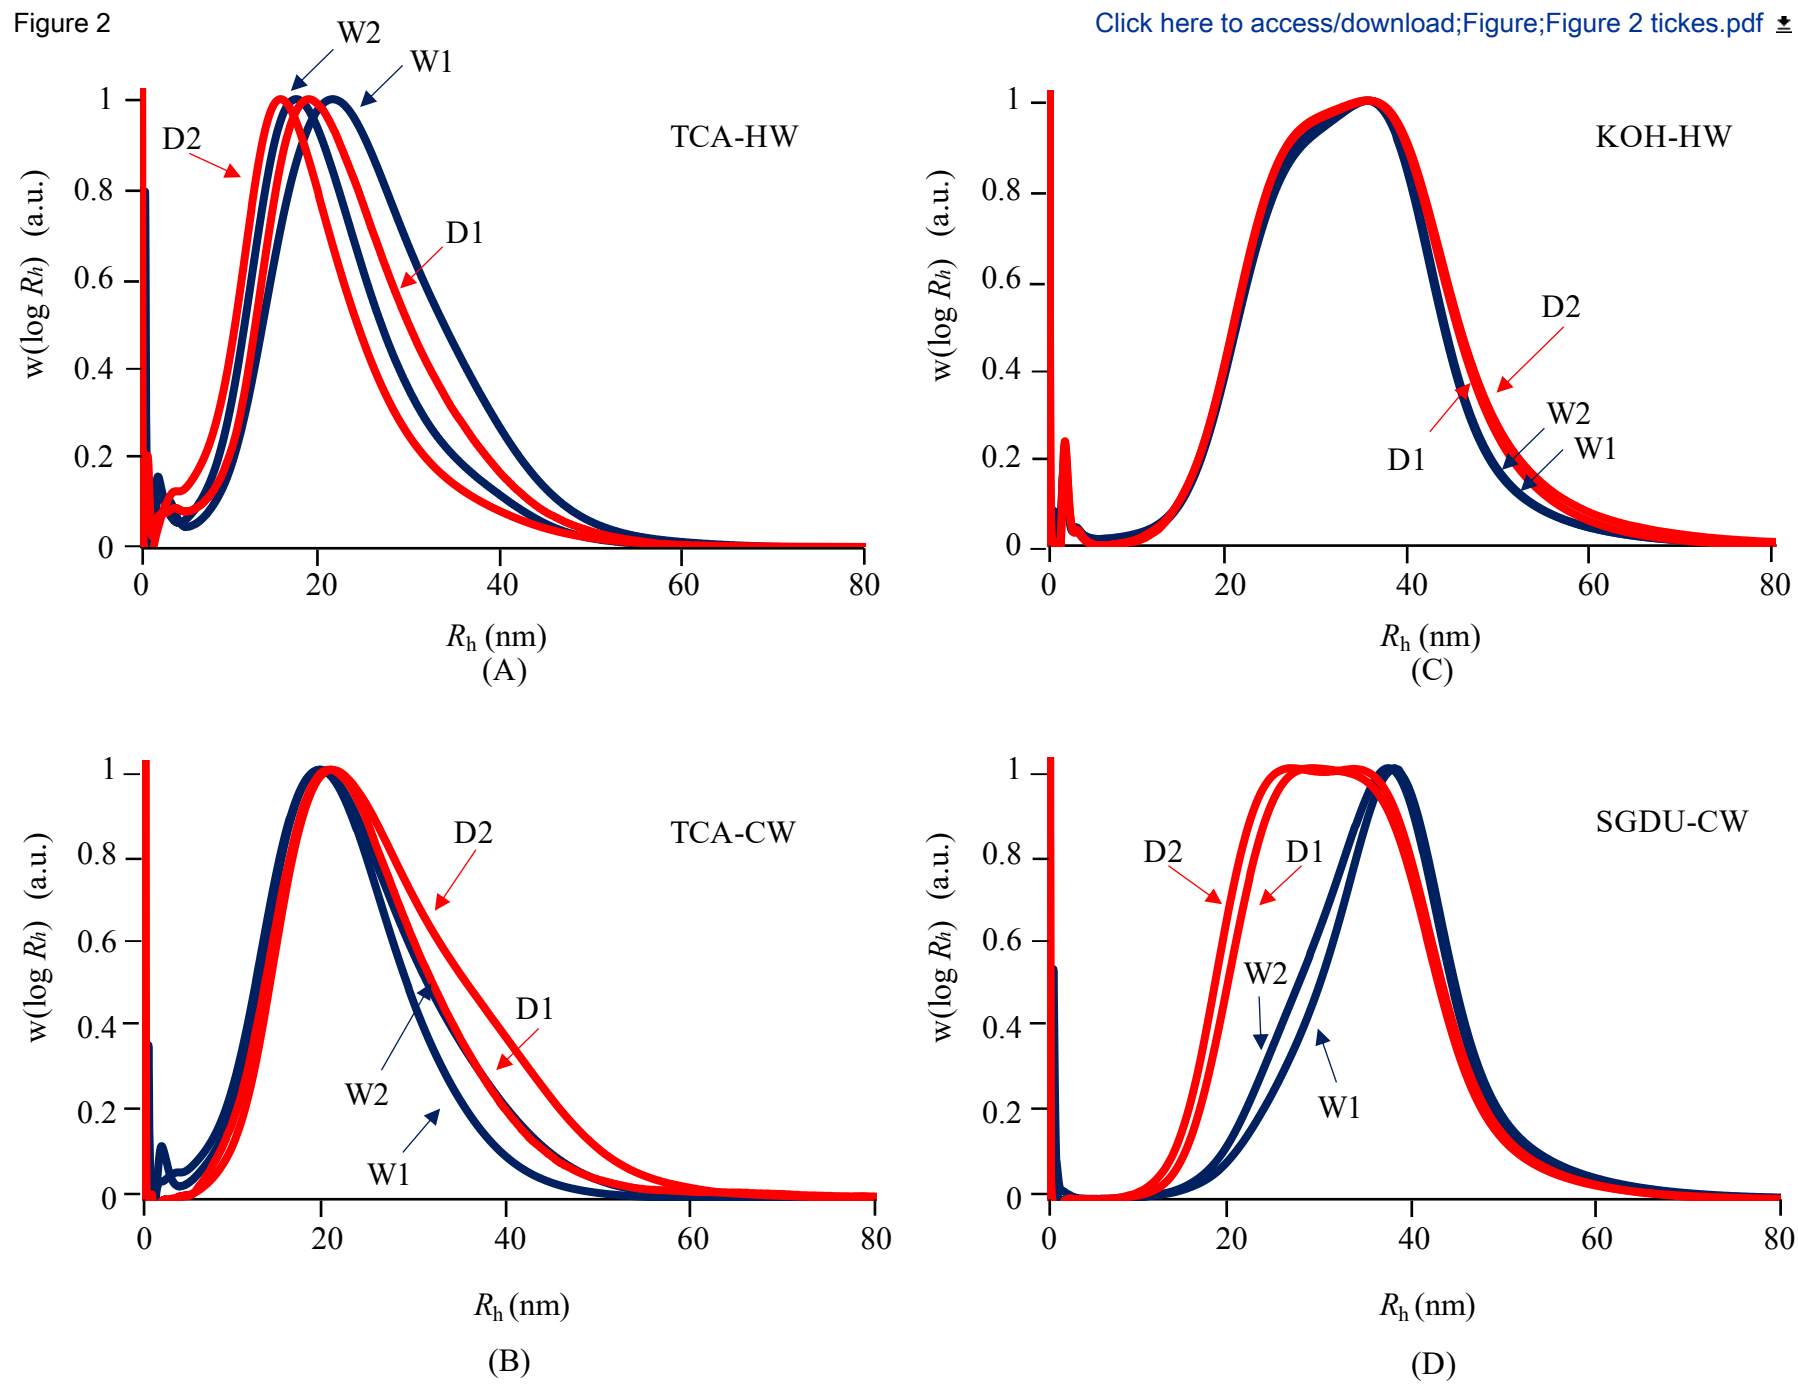 Figure 2
Click here to access/download;Figure;Figure 2 tickes.pdf
W2
W1
D2
D1
TCA-HW
w(log Rh) (a.u.)
1
0.8
0.6
0.4
0.2
0
0
20
40
60
80
Rh (nm)
(A)
KOH-HW
D2
W2
W1
D1
w(log Rh) (a.u.)
1
0.8
0.6
0.4
0.2
0
0
20
40
60
80
Rh (nm)
(C)
TCA-CW
D2
D1
W2
W1
w(log Rh) (a.u.)
1
0.8
0.6
0.4
0.2
0
0
20
40
60
80
Rh (nm)
(B)
SGDU-CW
D2
D1
W2
W1
w(log Rh) (a.u.)
1
0.8
0.6
0.4
0.2
0
0
20
40
60
80
Rh (nm)
(D)